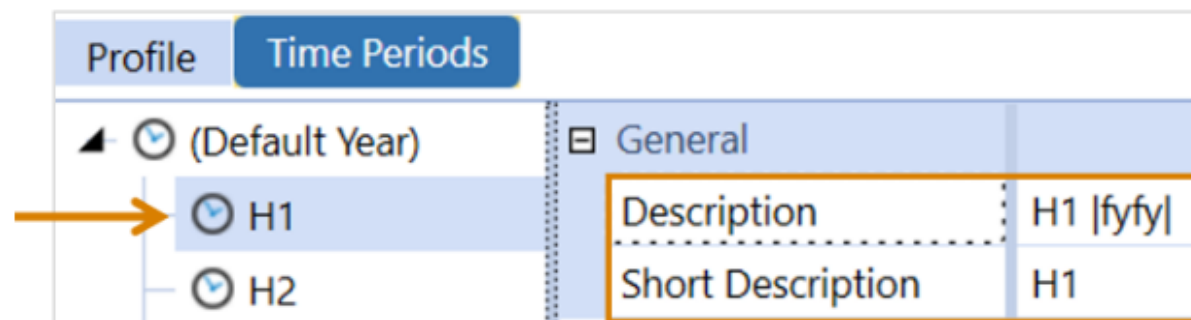 Profile Time Periods
(Default Year) General
H1 Description H1 |fyfy|
H2 Short Description H1